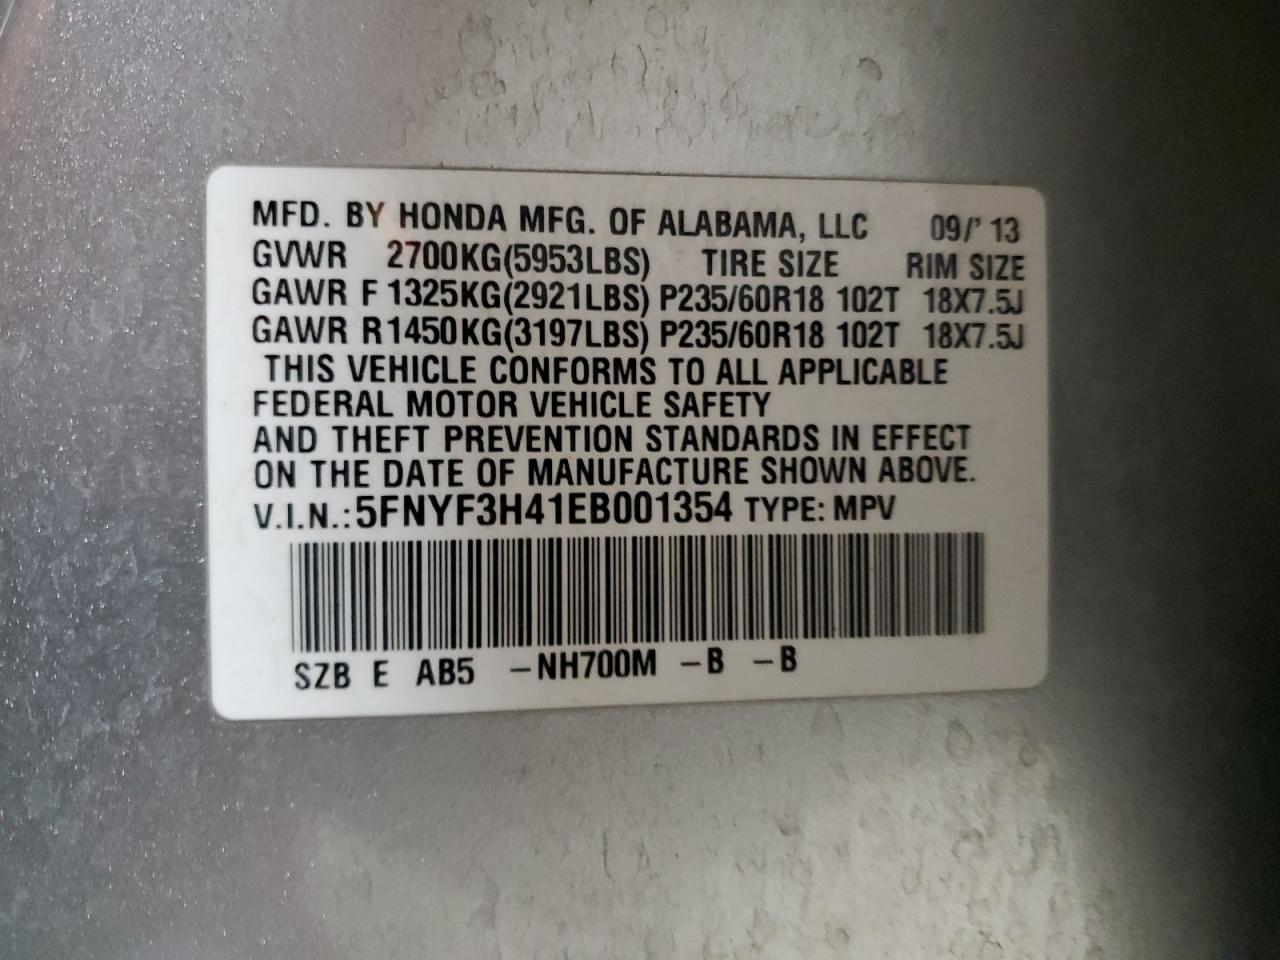 MFD. BY HONDA MFG. OF ALABAMA, LLC 09/' 13
GVWR 2700KG(5953LBS) TIRE SIZE RIM SIZE
GAWR F 1325KG(2921LBS) P235/60R18 102T 18X7.5J
GAWR R1450KG(3197LBS) P235/60R18 102T 18X7.5J
THIS VEHICLE CONFORMS TO ALL APPLICABLE
FEDERAL MOTOR VEHICLE SAFETY
AND THEFT PREVENTION STANDARDS IN EFFECT
ON THE DATE OF MANUFACTURE SHOWN ABOVE.
V.I.N.: 5FNYF3H41EB001354 TYPE: MPV
SZB E AB5 -NH700M -B -B